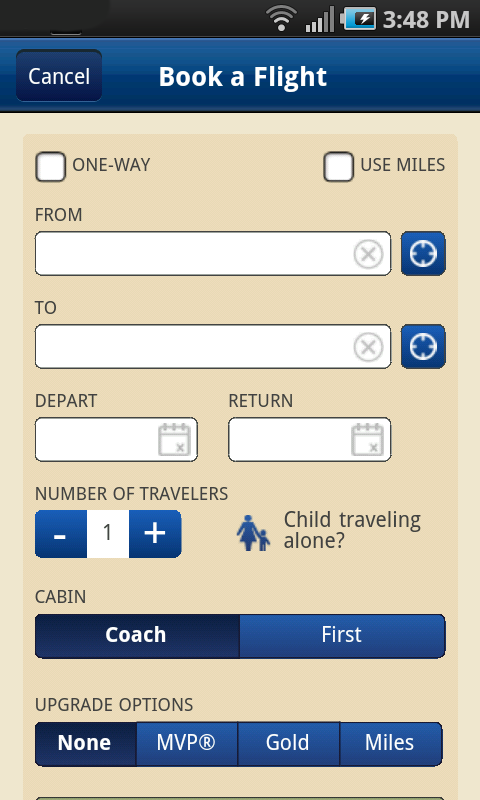 3:48 PM
Cancel
Book a Flight
ONE-WAY
USE MILES
FROM
TO
DEPART
RETURN
NUMBER OF TRAVELERS
- 1 +
Child traveling
alone?
CABIN
Coach
First
UPGRADE OPTIONS
None
MVP®
Gold
Miles